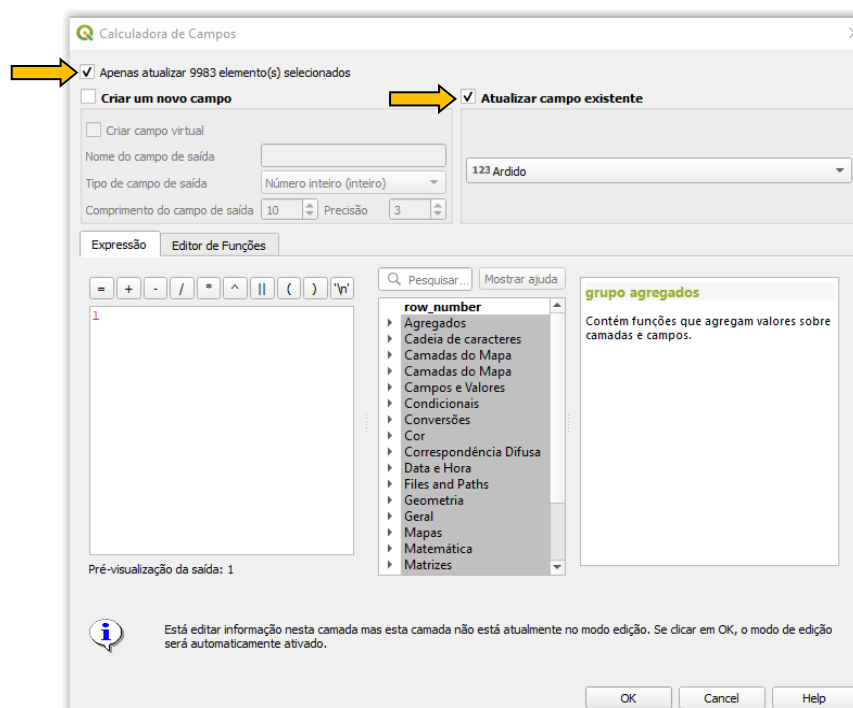 Calculadora de Campos
Apenas atualizar 9983 elemento(s) selecionados
Criar um novo campo
Atualizar campo existente
Criar campo virtual
Nome do campo de saída
Tipo de campo de saída
Número inteiro (inteiro)
Comprimento do campo de saída
10
Precisão
3
123 Ardido
Expressão
Editor de Funções
= + - / * ^ || ( ) '\n'
1
Pesquisar...
Mostrar ajuda
row_number
Agregados
Cadeia de caracteres
Camadas do Mapa
Camadas do Mapa
Campos e Valores
Condicionais
Conversões
Cor
Correspondência Difusa
Data e Hora
Files and Paths
Geometria
Geral
Mapas
Matemática
Matrizes
grupo agregados
Contém funções que agregam valores sobre
camadas e campos.
Pré-visualização da saída: 1
Está editar informação nesta camada mas esta camada não está atualmente no modo edição. Se clicar em OK, o modo de edição
será automaticamente ativado.
OK
Cancel
Help